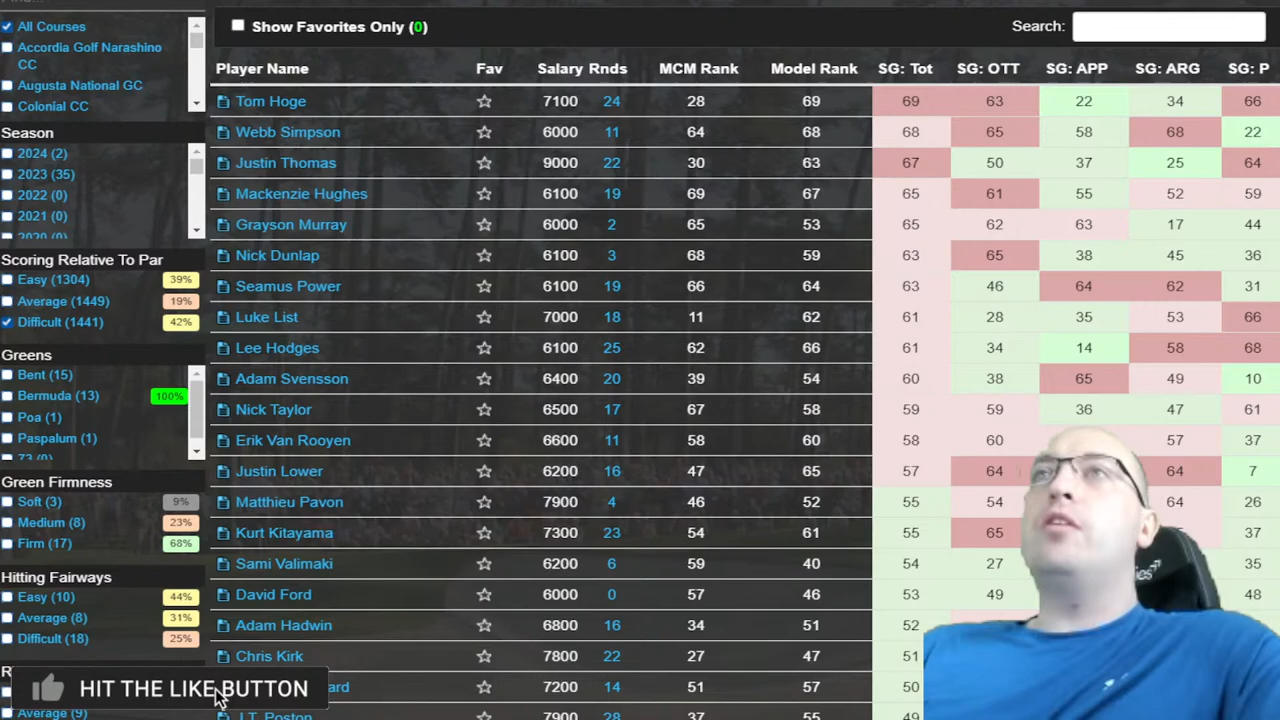 Show Favorites Only (0)
Search:
All Courses
Accordia Golf Narashino
CC
Augusta National GC
Colonial CC
Season
2024 (2)
2023 (35)
2022 (0)
2021 (0)
2020 (0)
Scoring Relative To Par
Easy (1304) 39%
Average (1449) 19%
Difficult (1441) 42%
Greens
Bent (15)
Bermuda (13) 100%
Poa (1)
Paspalum (1)
Green Firmness
Soft (3) 9%
Medium (8) 23%
Firm (17) 68%
Hitting Fairways
Easy (10) 44%
Average (8) 31%
Difficult (18) 25%
HIT THE LIKE BUTTON
Average (9)
Player Name Fav Salary Rnds MCM Rank Model Rank SG: Tot SG: OTT SG: APP SG: ARG SG: P
Tom Hoge 7100 24 28 69 69 63 22 34 66
Webb Simpson 6000 11 64 68 68 65 58 68 22
Justin Thomas 9000 22 30 63 67 50 37 25 64
Mackenzie Hughes 6100 19 69 67 65 61 55 52 59
Grayson Murray 6000 2 65 53 65 62 63 17 44
Nick Dunlap 6100 3 68 59 63 65 38 45 36
Seamus Power 6100 19 66 64 63 46 64 62 31
Luke List 7000 18 11 62 61 28 35 53 66
Lee Hodges 6100 25 62 66 61 34 14 58 68
Adam Svensson 6400 20 39 54 60 38 65 49 10
Nick Taylor 6500 17 67 58 59 59 36 47 61
Erik Van Rooyen 6600 11 58 60 58 60 57 37
Justin Lower 6200 16 47 65 57 64 64 7
Matthieu Pavon 7900 4 46 52 55 54 64 26
Kurt Kitayama 7300 23 54 61 55 65 37
Sami Valimaki 6200 6 59 40 54 27 35
David Ford 6000 0 57 46 53 49 48
Adam Hadwin 6800 16 34 51 52
Chris Kirk 7800 22 27 47 51
ard 7200 14 51 57 50
J.T. Poston 7900 28 37 55 49